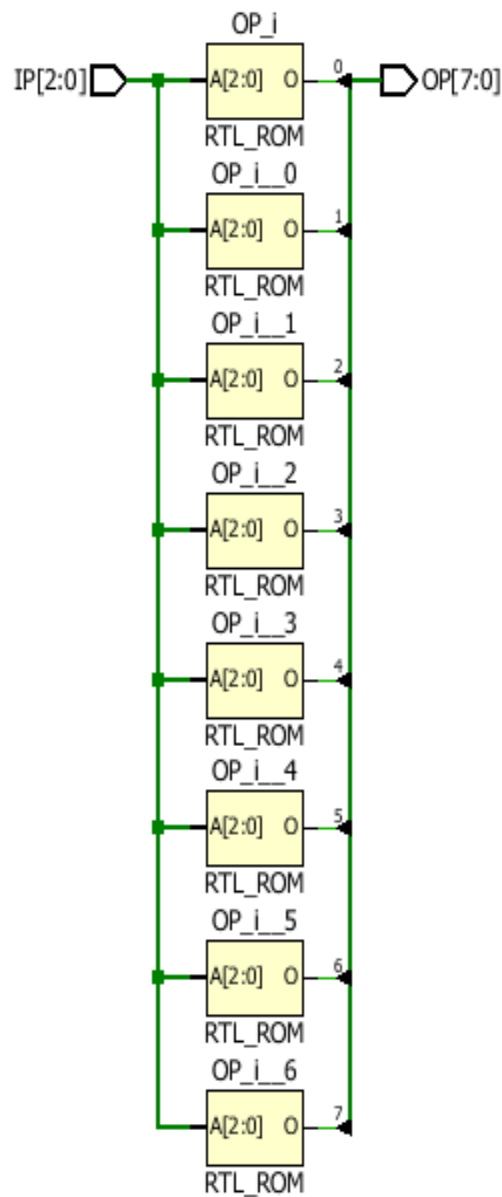 OP_i
IP[2:0] A[2:0] O 0 OP[7:0]
RTL_ROM
OP_i__0
A[2:0] O 1
RTL_ROM
OP_i__1
A[2:0] O 2
RTL_ROM
OP_i__2
A[2:0] O 3
RTL_ROM
OP_i__3
A[2:0] O 4
RTL_ROM
OP_i__4
A[2:0] O 5
RTL_ROM
OP_i__5
A[2:0] O 6
RTL_ROM
OP_i__6
A[2:0] O 7
RTL_ROM